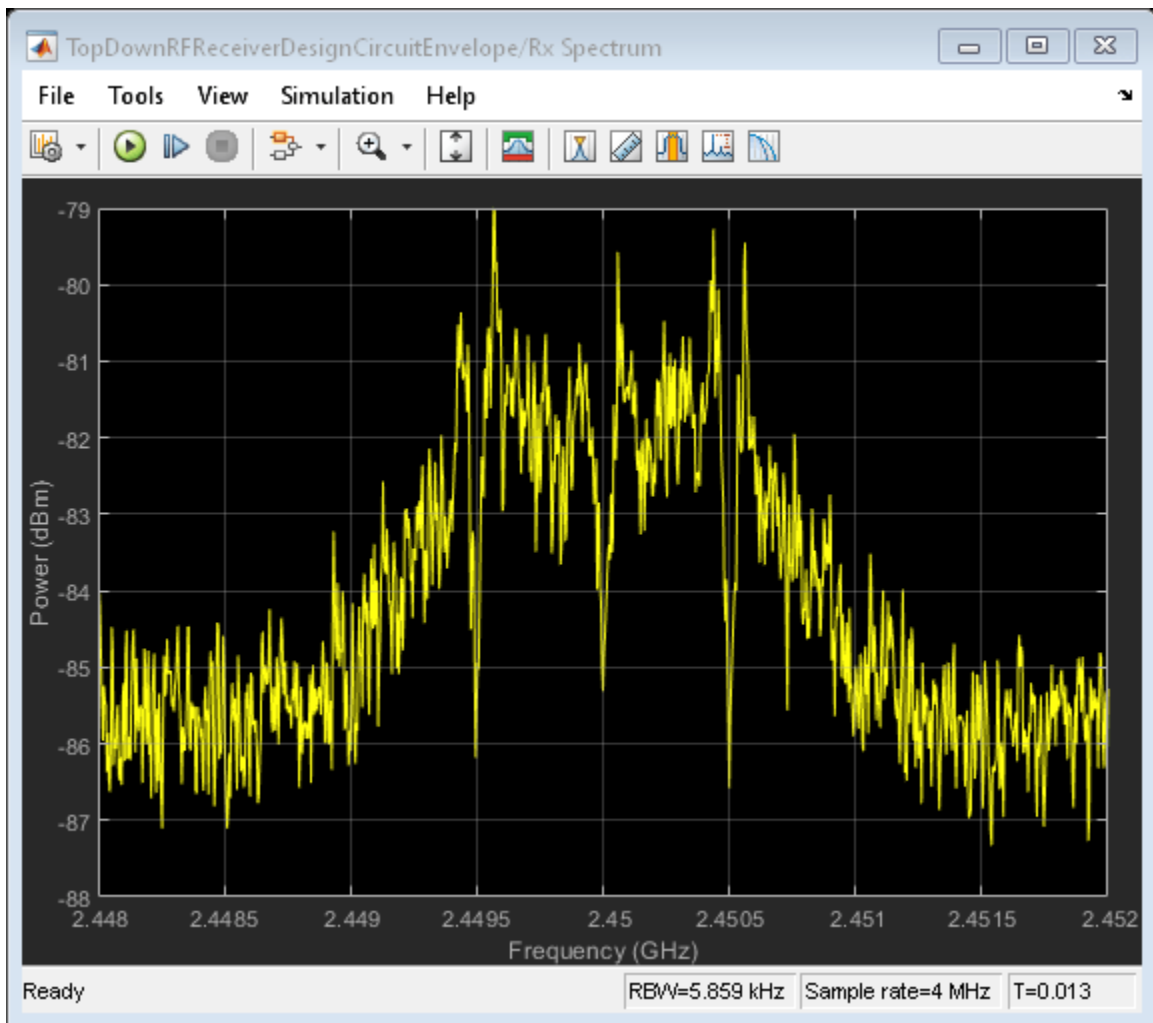 TopDownRFReceiverDesignCircuitEnvelope/Rx Spectrum
File Tools View Simulation Help
-79
-80
-81
-82
-83
-84
-85
-86
-87
-88
Power (dBm)
2.448 2.4485 2.449 2.4495 2.45 2.4505 2.451 2.4515 2.452
Frequency (GHz)
Ready RBW=5.859 kHz Sample rate=4 MHz T=0.013